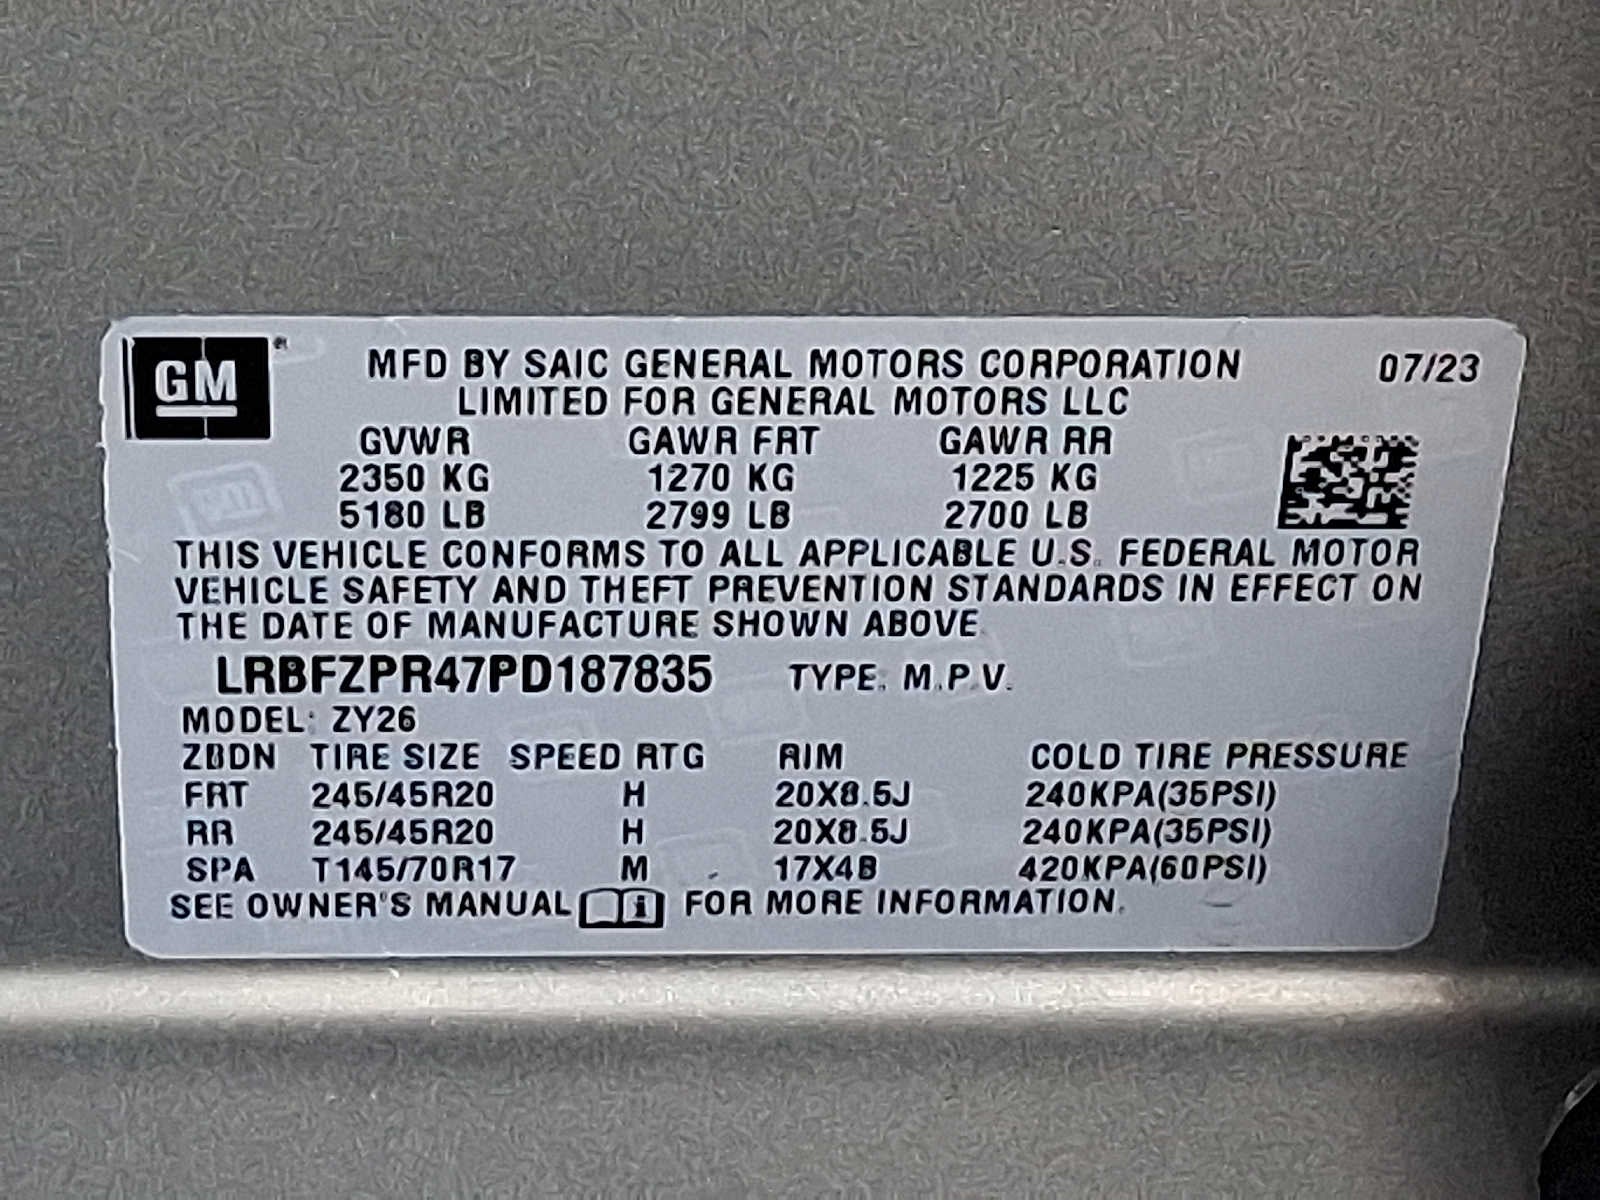 GM
MFD BY SAIC GENERAL MOTORS CORPORATION 07/23
LIMITED FOR GENERAL MOTORS LLC
GVWR GAWR FRT GAWR RR
2350 KG 1270 KG 1225 KG
5180 LB 2799 LB 2700 LB
THIS VEHICLE CONFORMS TO ALL APPLICABLE U.S. FEDERAL MOTOR
VEHICLE SAFETY AND THEFT PREVENTION STANDARDS IN EFFECT ON
THE DATE OF MANUFACTURE SHOWN ABOVE.
LRBFZPR47PD187835 TYPE: M.P.V.
MODEL: ZY26
ZBDN TIRE SIZE SPEED RTG RIM COLD TIRE PRESSURE
FRT 245/45R20 H 20X8.5J 240KPA(35PSI)
RR 245/45R20 H 20X8.5J 240KPA(35PSI)
SPA T145/70R17 M 17X4B 420KPA(60PSI)
SEE OWNER'S MANUAL i FOR MORE INFORMATION.